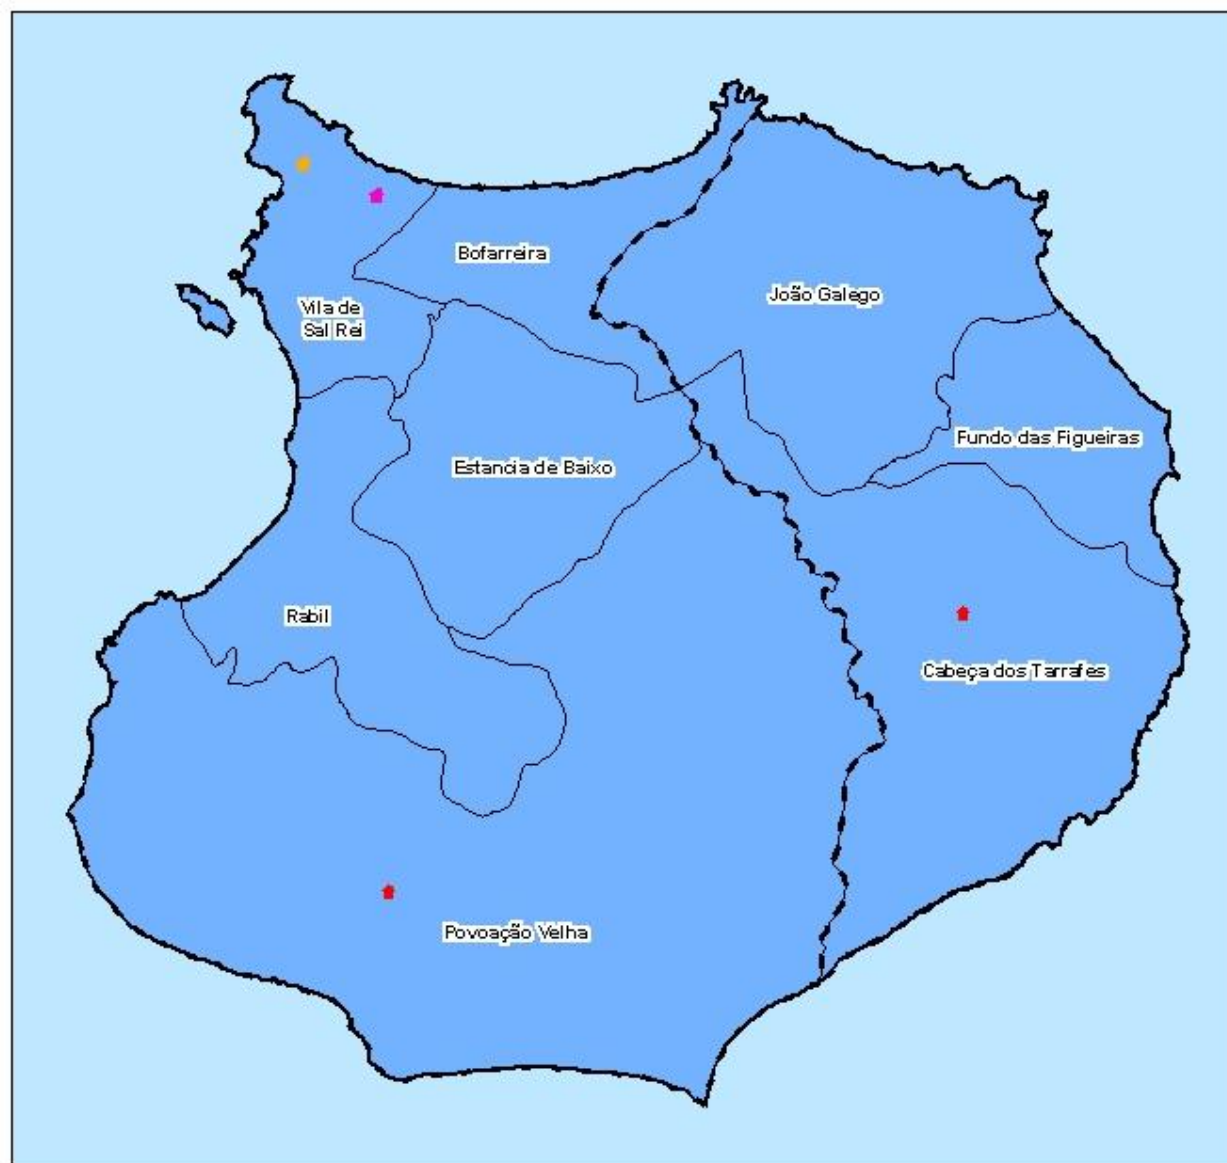 Bofarreira
João Galego
Vila de
Sal Rei
Fundo das Figueiras
Estancia de Baixo
Rabil
Cabeça dos Tarrafes
Povoação Velha